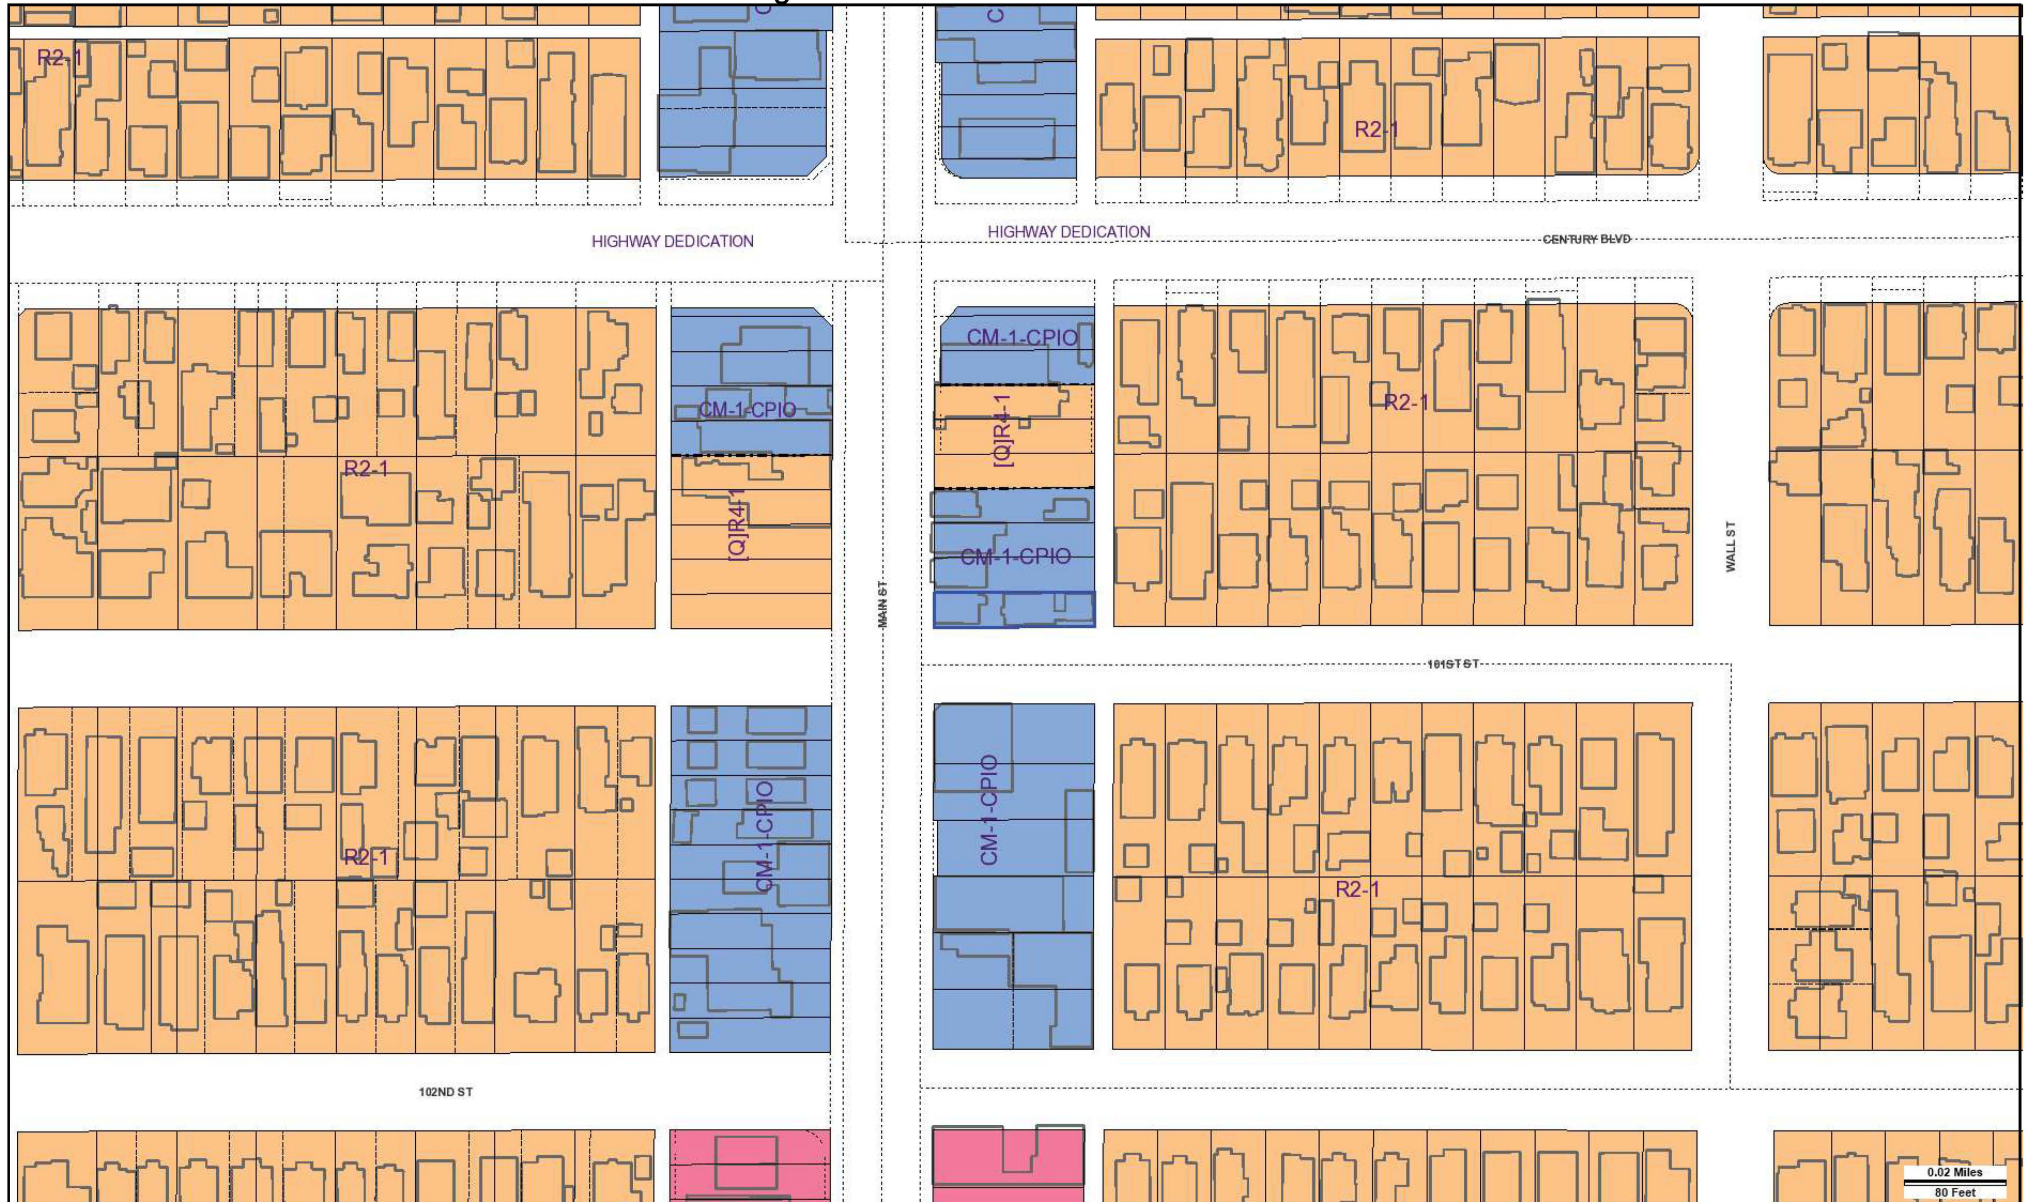 R2-1
C
C
R2-1
HIGHWAY DEDICATION
HIGHWAY DEDICATION
CENTURY BLVD
CM-1-CPIO
CM-1-CPIO
[Q]R4-1
R2-1
R2-1
[Q]R4-1
CM-1-CPIO
WALL ST
MAIN ST
101ST ST
CM-1-CPIO
CM-1-CPIO
R2-1
R2-1
102ND ST
0.02 Miles
80 Feet